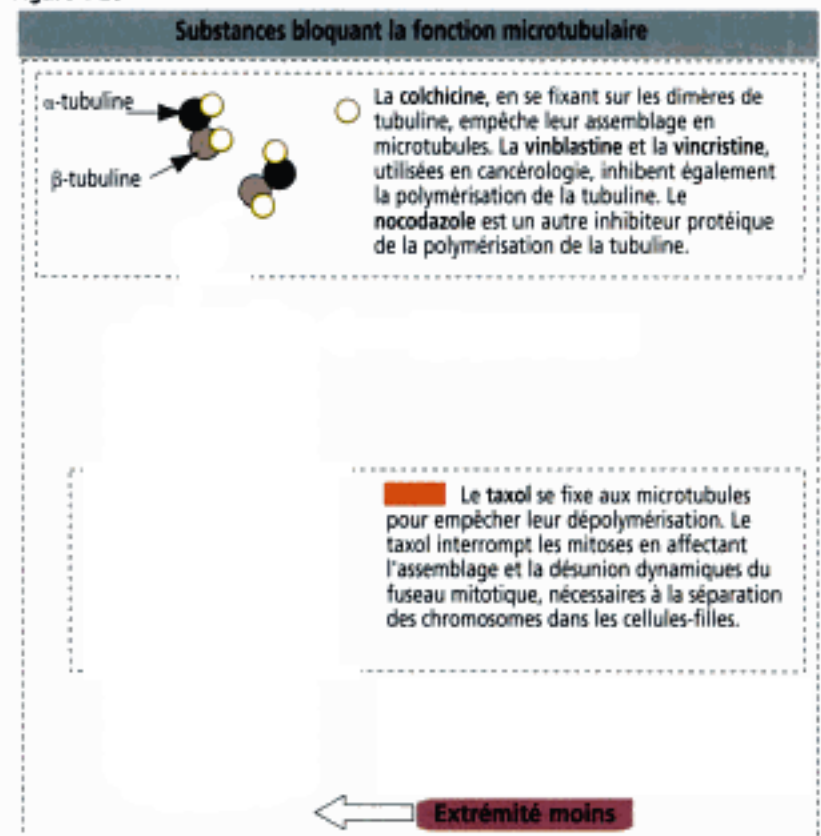 Substances bloquant la fonction microtubulaire
α-tubuline
β-tubuline
La colchicine, en se fixant sur les dimères de
tubuline, empêche leur assemblage en
microtubules. La vinblastine et la vincristine,
utilisées en cancérologie, inhibent également
la polymérisation de la tubuline. Le
nocodazole est un autre inhibiteur protéique
de la polymérisation de la tubuline.
Le taxol se fixe aux microtubules
pour empêcher leur dépolymérisation. Le
taxol interrompt les mitoses en affectant
l'assemblage et la désunion dynamiques du
fuseau mitotique, nécessaires à la séparation
des chromosomes dans les cellules-filles.
Extrémité moins